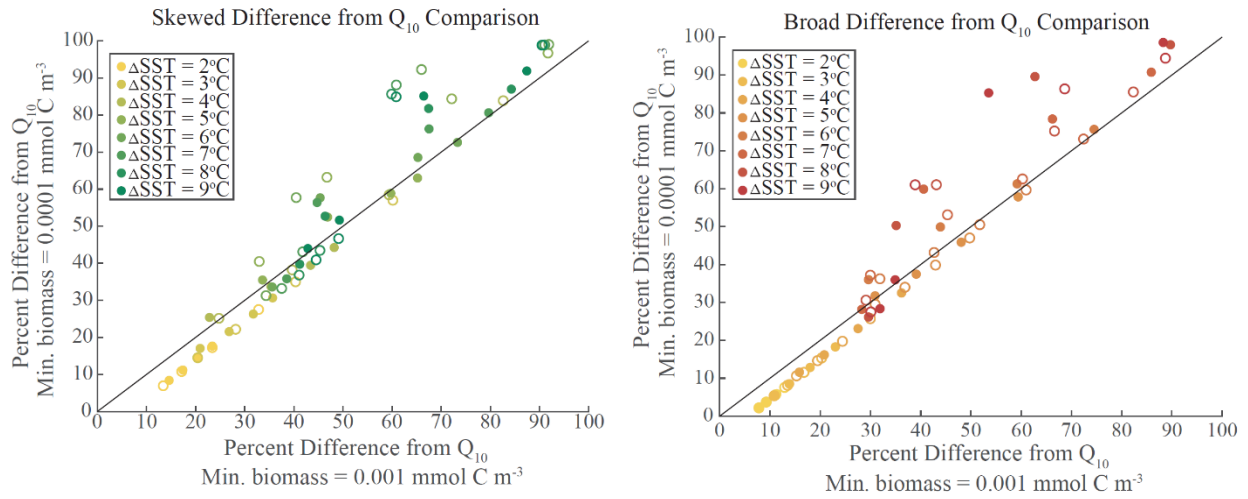 Skewed Difference from Q10 Comparison
Percent Difference from Q10
Min. biomass = 0.0001 mmol C m-3
100
90
80
70
60
50
40
30
20
10
0
ΔSST = 2°C
ΔSST = 3°C
ΔSST = 4°C
ΔSST = 5°C
ΔSST = 6°C
ΔSST = 7°C
ΔSST = 8°C
ΔSST = 9°C
0 10 20 30 40 50 60 70 80 90 100
Percent Difference from Q10
Min. biomass = 0.001 mmol C m-3
Broad Difference from Q10 Comparison
Percent Difference from Q10
Min. biomass = 0.0001 mmol C m-3
100
90
80
70
60
50
40
30
20
10
0
ΔSST = 2°C
ΔSST = 3°C
ΔSST = 4°C
ΔSST = 5°C
ΔSST = 6°C
ΔSST = 7°C
ΔSST = 8°C
ΔSST = 9°C
0 10 20 30 40 50 60 70 80 90 100
Percent Difference from Q10
Min. biomass = 0.001 mmol C m-3